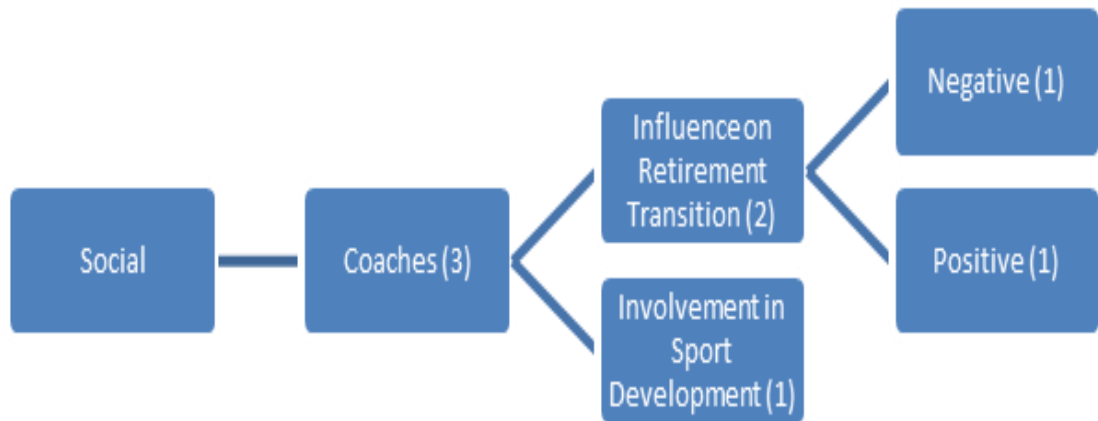 Social
Coaches (3)
Influence on
Retirement
Transition (2)
Involvement in
Sport
Development (1)
Negative (1)
Positive (1)